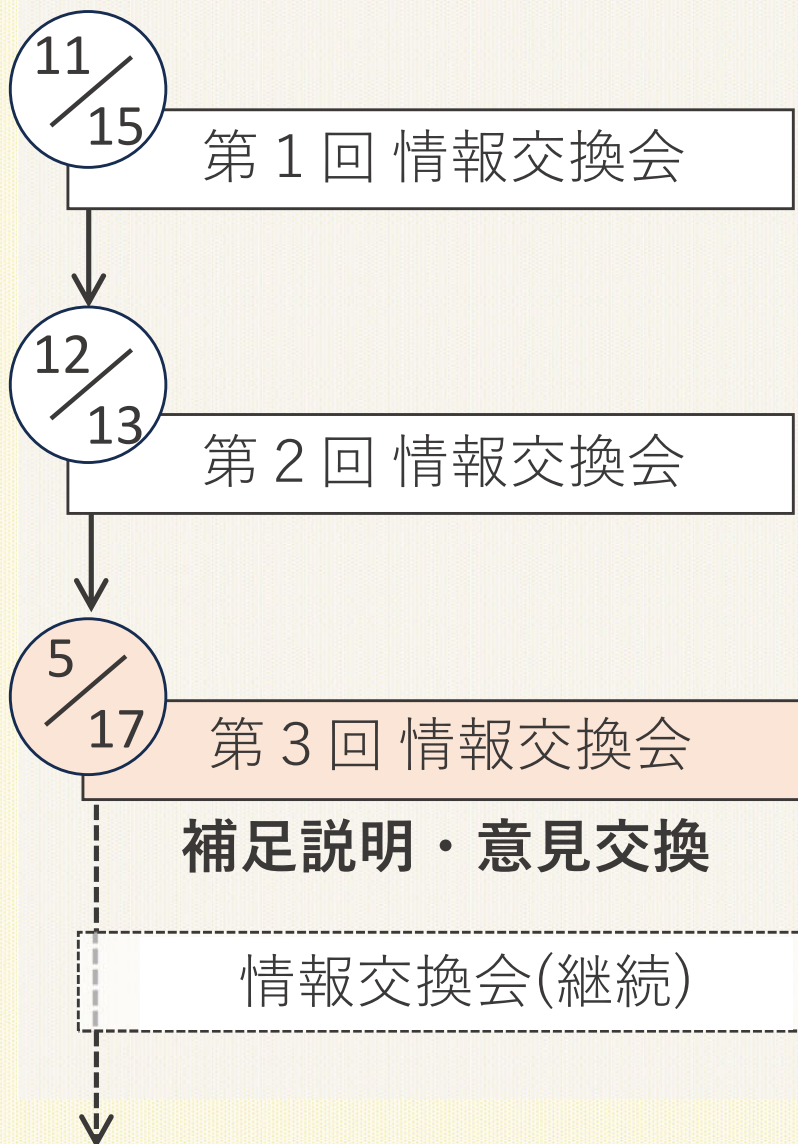 11/15
第１回 情報交換会
12/13
第２回 情報交換会
5/17
第３回 情報交換会
補足説明・意見交換
情報交換会(継続)